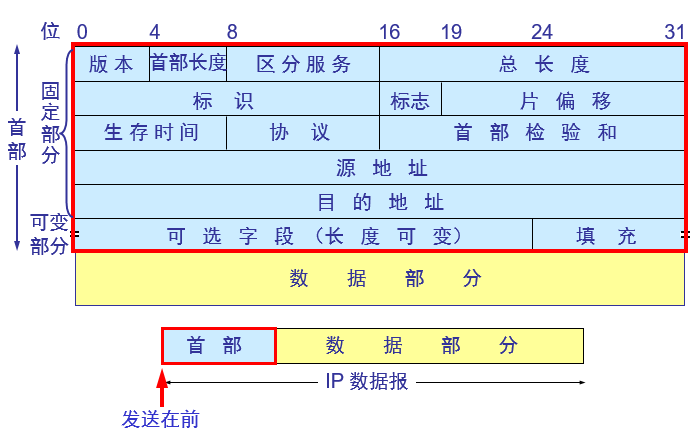 位 0 4 8 16 19 24 31
版本 首部长度 区分服务 总长度
标识 标志 片偏移
生存时间 协议 首部检验和
源地址
目的地址
可选字段（长度可变） 填充
数据部分
首部
固定部分
可变部分
首部 数据部分
IP 数据报
发送在前